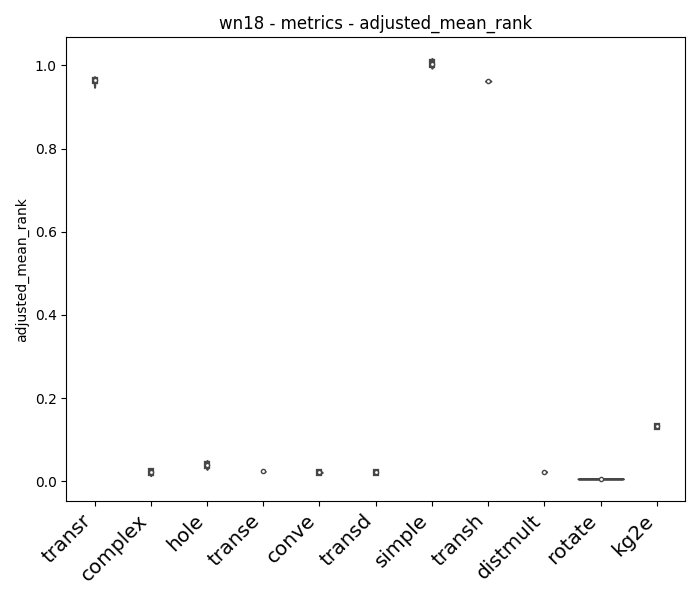 wn18 - metrics - adjusted_mean_rank
adjusted_mean_rank
1.0
0.8
0.6
0.4
0.2
0.0
transr
complex
hole
transe
conve
transd
simple
transh
distmult
rotate
kg2e